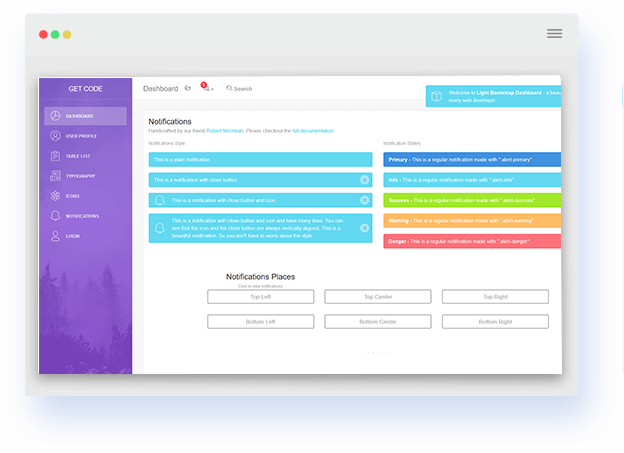 GET CODE
DASHBOARD
USER PROFILE
TABLE LIST
TYPOGRAPHY
ICONS
NOTIFICATIONS
LOGIN
Dashboard
Search
Welcome to Light Bootstrap Dashboard - a beau
every web developer.
Notifications
Handcrafted by our friend Robert McIntosh. Please checkout the full documentation.
Notifications Style
This is a plain notification
This is a notification with close button
This is a notification with close button and icon
This is a notification with close button and icon and have many lines. You can
see that the icon and the close button are always vertically aligned. This is a
beautiful notification. So you don't have to worry about the style.
Notification States
Primary - This is a regular notification made with ".alert-primary"
Info - This is a regular notification made with ".alert-info"
Success - This is a regular notification made with ".alert-success"
Warning - This is a regular notification made with ".alert-warning"
Danger - This is a regular notification made with ".alert-danger"
Notifications Places
Click to view notifications
Top Left
Top Center
Top Right
Bottom Left
Bottom Center
Bottom Right